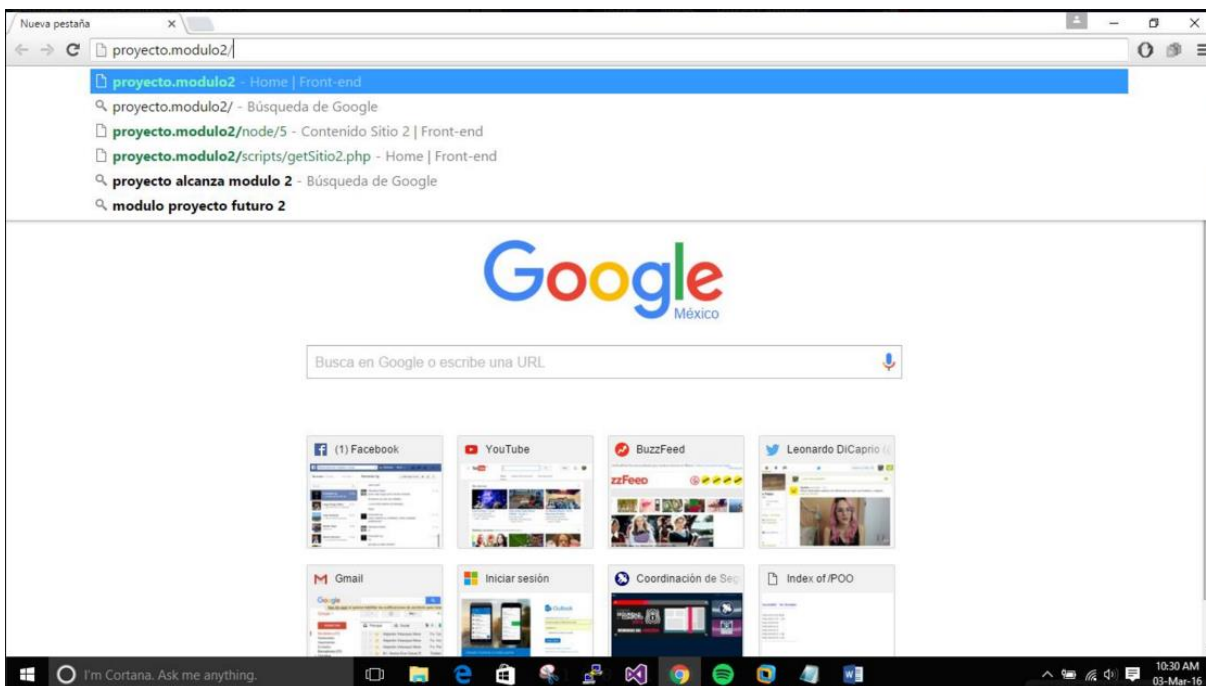 Nueva pestaña
proyecto.modulo2/
proyecto.modulo2 - Home | Front-end
proyecto.modulo2/ - Búsqueda de Google
proyecto.modulo2/node/5 - Contenido Sitio 2 | Front-end
proyecto.modulo2/scripts/getSitio2.php - Home | Front-end
proyecto alcanza modulo 2 - Búsqueda de Google
modulo proyecto futuro 2
Google
México
Busca en Google o escribe una URL
(1) Facebook
YouTube
BuzzFeed
Leonardo DiCaprio
zzFeed
Gmail
Iniciar sesión
Coordinación de Seg
Index of /POO
Google
Outlook
I'm Cortana. Ask me anything.
10:30 AM
03-Mar-16